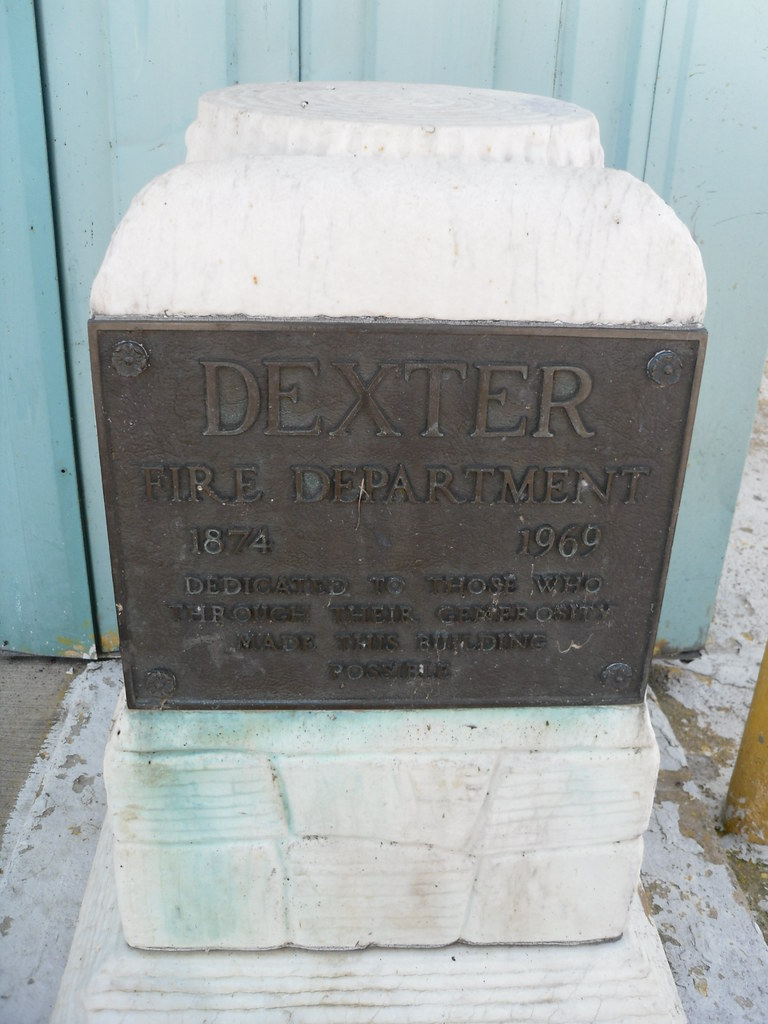 DEXTER
FIRE DEPARTMENT
1874 1969
DEDICATED TO THOSE WHO
THROUGH THEIR GENEROSITY
MADE THIS BUILDING
POSSIBLE